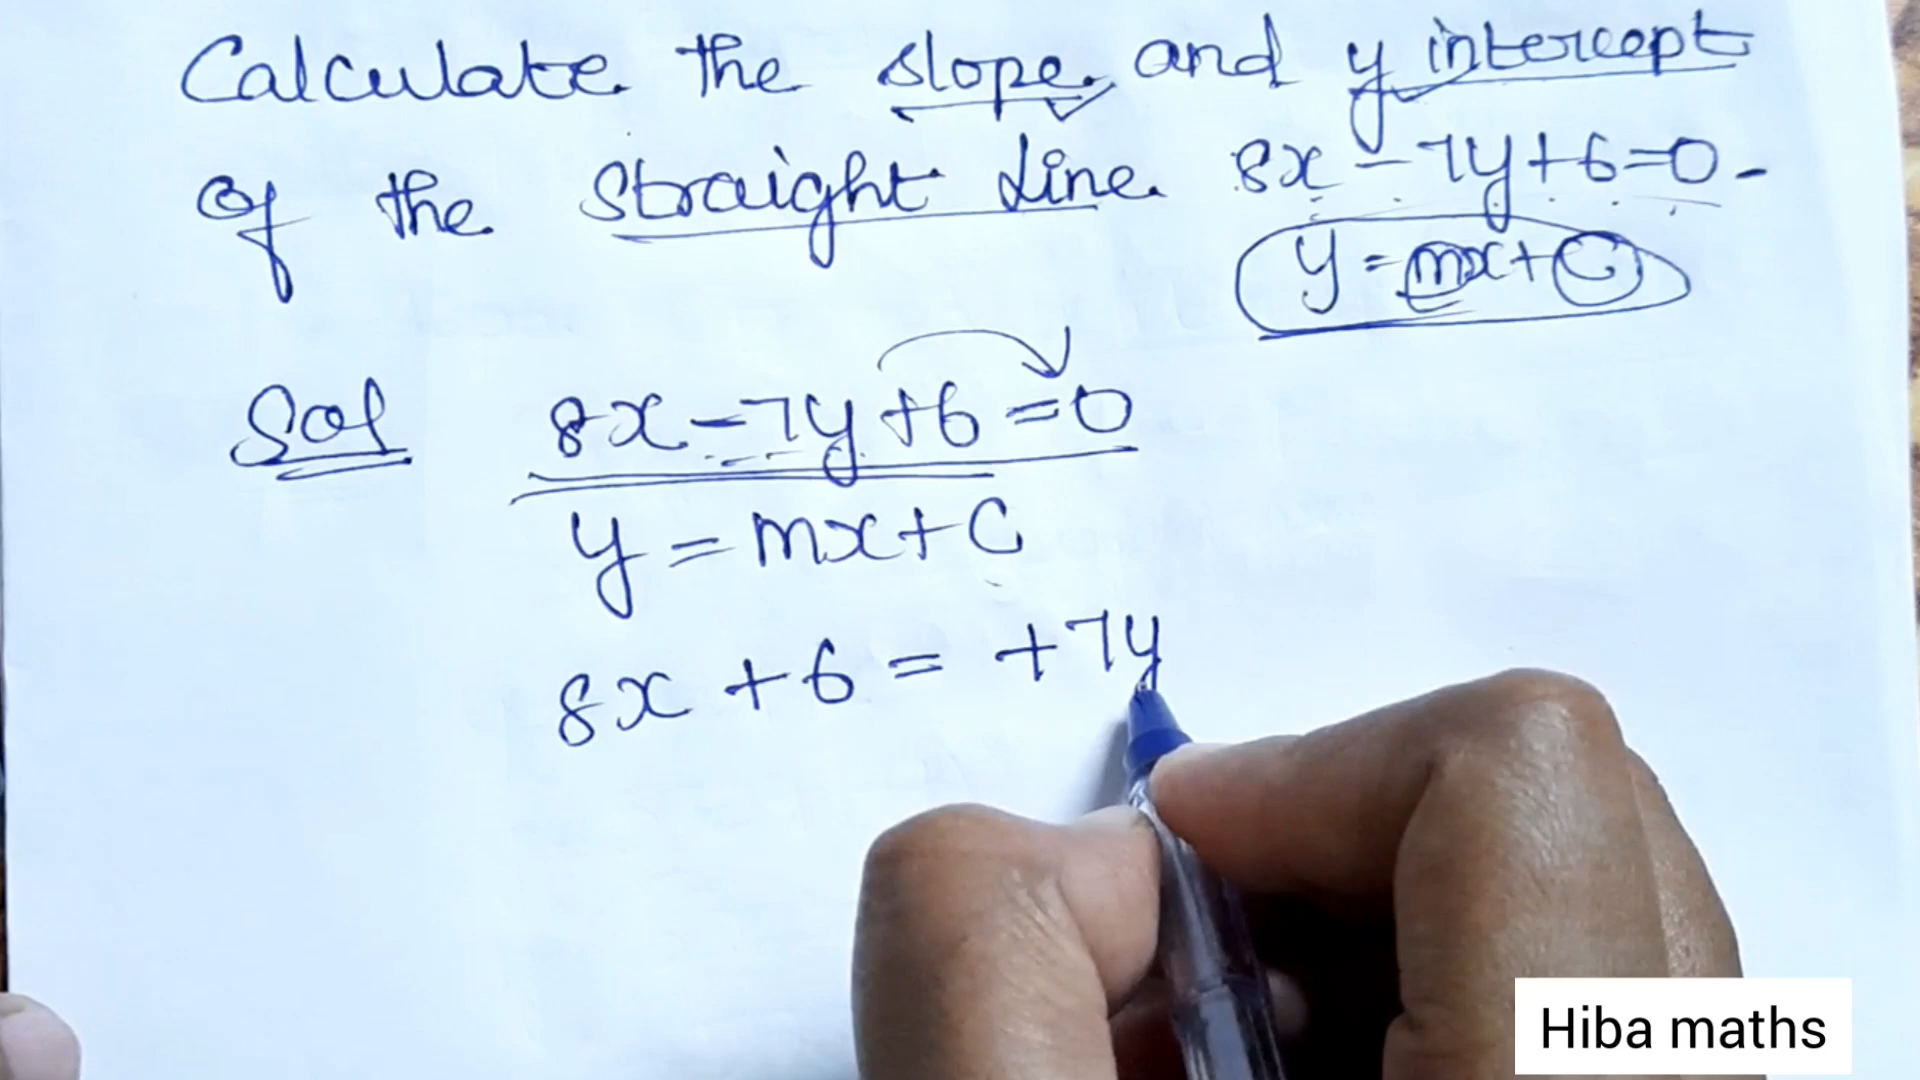 Calculate the slope and y intercept
of the straight line 8x - 7y + 6 = 0 -
y = mx + c
Sol 8x - 7y + 6 = 0
y = mx + c
8x + 6 = + 7y
Hiba maths